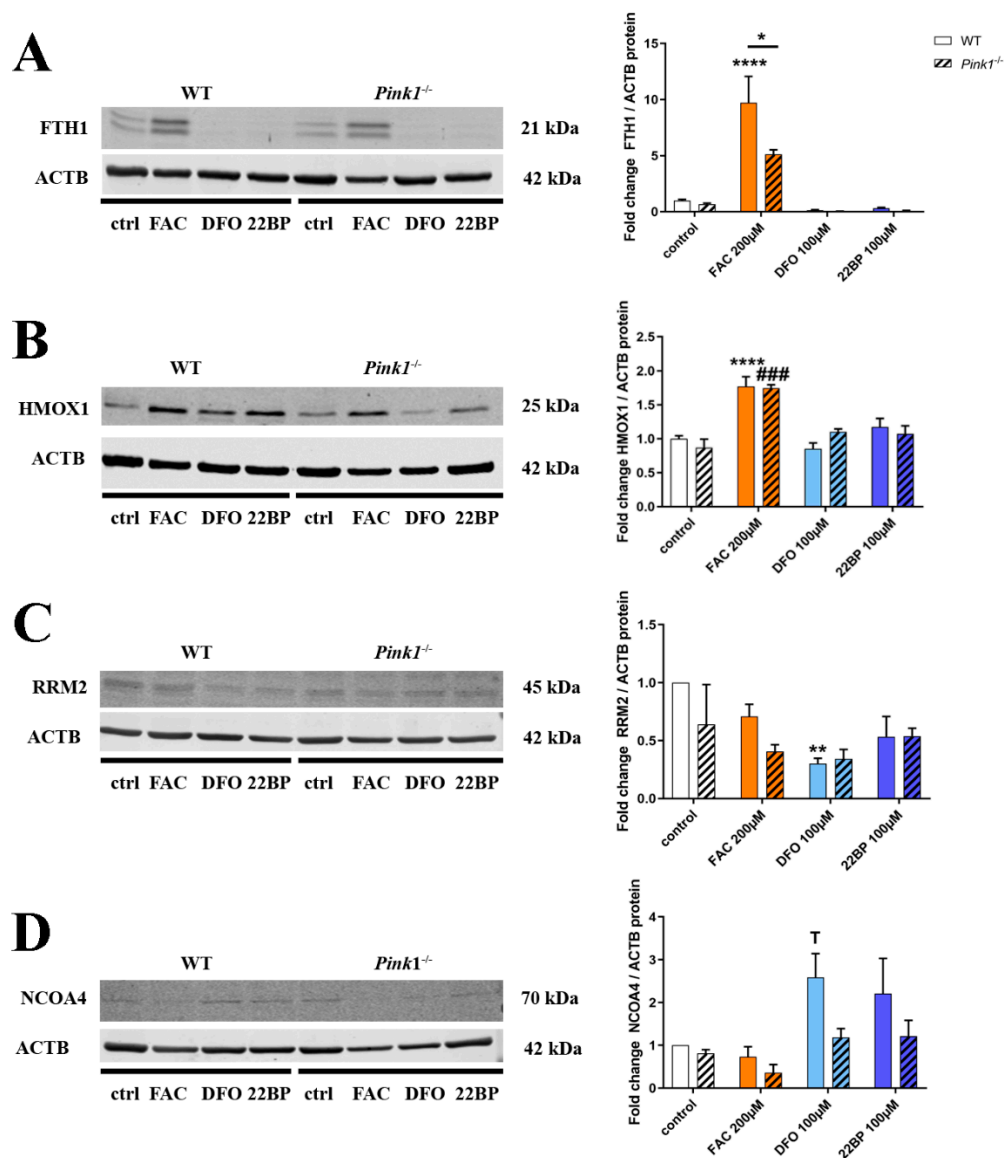 A
WT
Pink1-/-
FTH1
21 kDa
ACTB
42 kDa
ctrl FAC DFO 22BP ctrl FAC DFO 22BP
Fold change FTH1 / ACTB protein
15
10
5
0
*
****
control
FAC 200µM
DFO 100µM
22BP 100µM
WT
Pink1-/-
B
WT
Pink1-/-
HMOX1
25 kDa
ACTB
42 kDa
ctrl FAC DFO 22BP ctrl FAC DFO 22BP
Fold change HMOX1 / ACTB protein
2.5
2.0
1.5
1.0
0.5
0.0
****
###
control
FAC 200µM
DFO 100µM
22BP 100µM
C
WT
Pink1-/-
RRM2
45 kDa
ACTB
42 kDa
ctrl FAC DFO 22BP ctrl FAC DFO 22BP
Fold change RRM2 / ACTB protein
1.5
1.0
0.5
0.0
**
control
FAC 200µM
DFO 100µM
22BP 100µM
D
WT
Pink1-/-
NCOA4
70 kDa
ACTB
42 kDa
ctrl FAC DFO 22BP ctrl FAC DFO 22BP
Fold change NCOA4 / ACTB protein
4
3
2
1
0
T
control
FAC 200µM
DFO 100µM
22BP 100µM